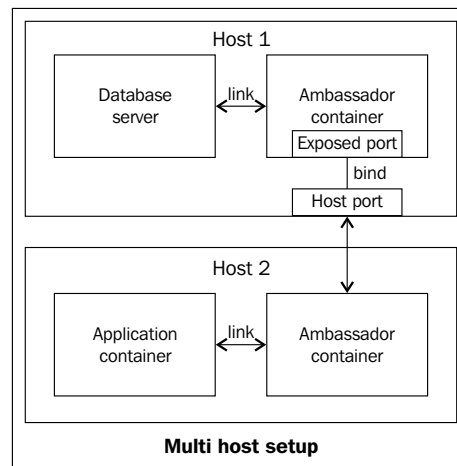 Host 1
Database
server
link
Ambassador
container
Exposed port
bind
Host port
Host 2
Application
container
link
Ambassador
container
Multi host setup